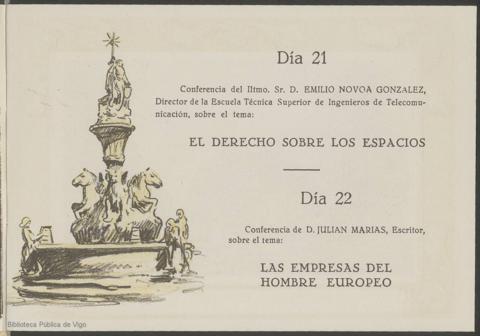 Día 21
Conferencia del Iltmo. Sr. D. EMILIO NOVOA GONZALEZ,
Director de la Escuela Técnica Superior de Ingenieros de Telecomu-
nicación, sobre el tema:
EL DERECHO SOBRE LOS ESPACIOS
Día 22
Conferencia de D. JULIAN MARIAS, Escritor,
sobre el tema:
LAS EMPRESAS DEL
HOMBRE EUROPEO
Biblioteca Pública de Vigo